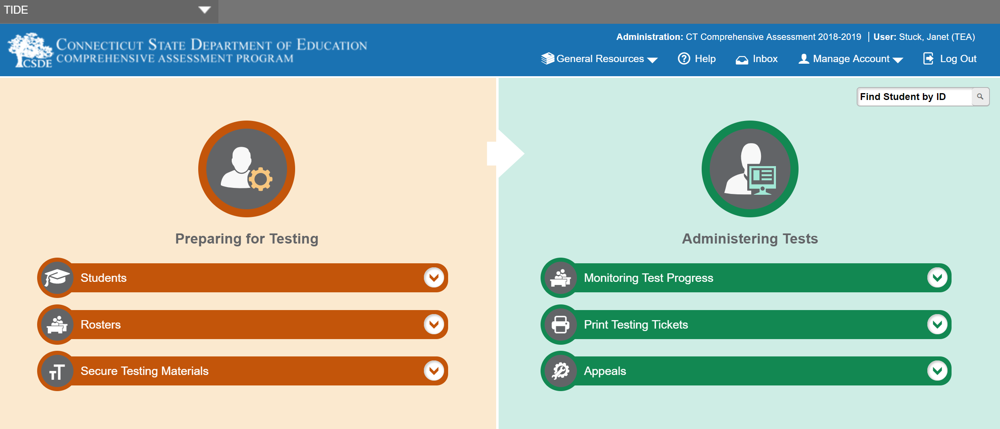 TIDE
CONNECTICUT STATE DEPARTMENT OF EDUCATION
COMPREHENSIVE ASSESSMENT PROGRAM
CSDE
Administration: CT Comprehensive Assessment 2018-2019 | User: Stuck, Janet (TEA)
General Resources Help Inbox Manage Account Log Out
Find Student by ID
Preparing for Testing
Students
Rosters
Secure Testing Materials
Administering Tests
Monitoring Test Progress
Print Testing Tickets
Appeals